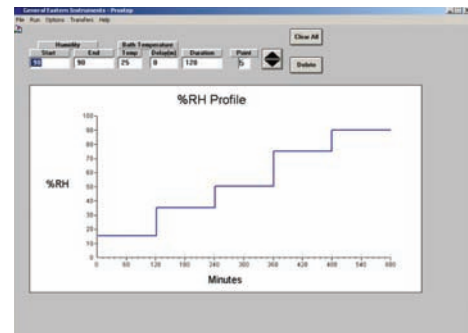 General Eastern Instruments - Proetop
File Run Options Transfers Help
Clear All
Humidity Bath Temperature
Start End Temp Delay(m) Duration Point
90 90 25 0 120 5
Delete
%RH Profile
100
90
80
70
60
50
40
30
20
10
0
%RH
0 60 120 180 240 300 360 420 480 540 600
Minutes